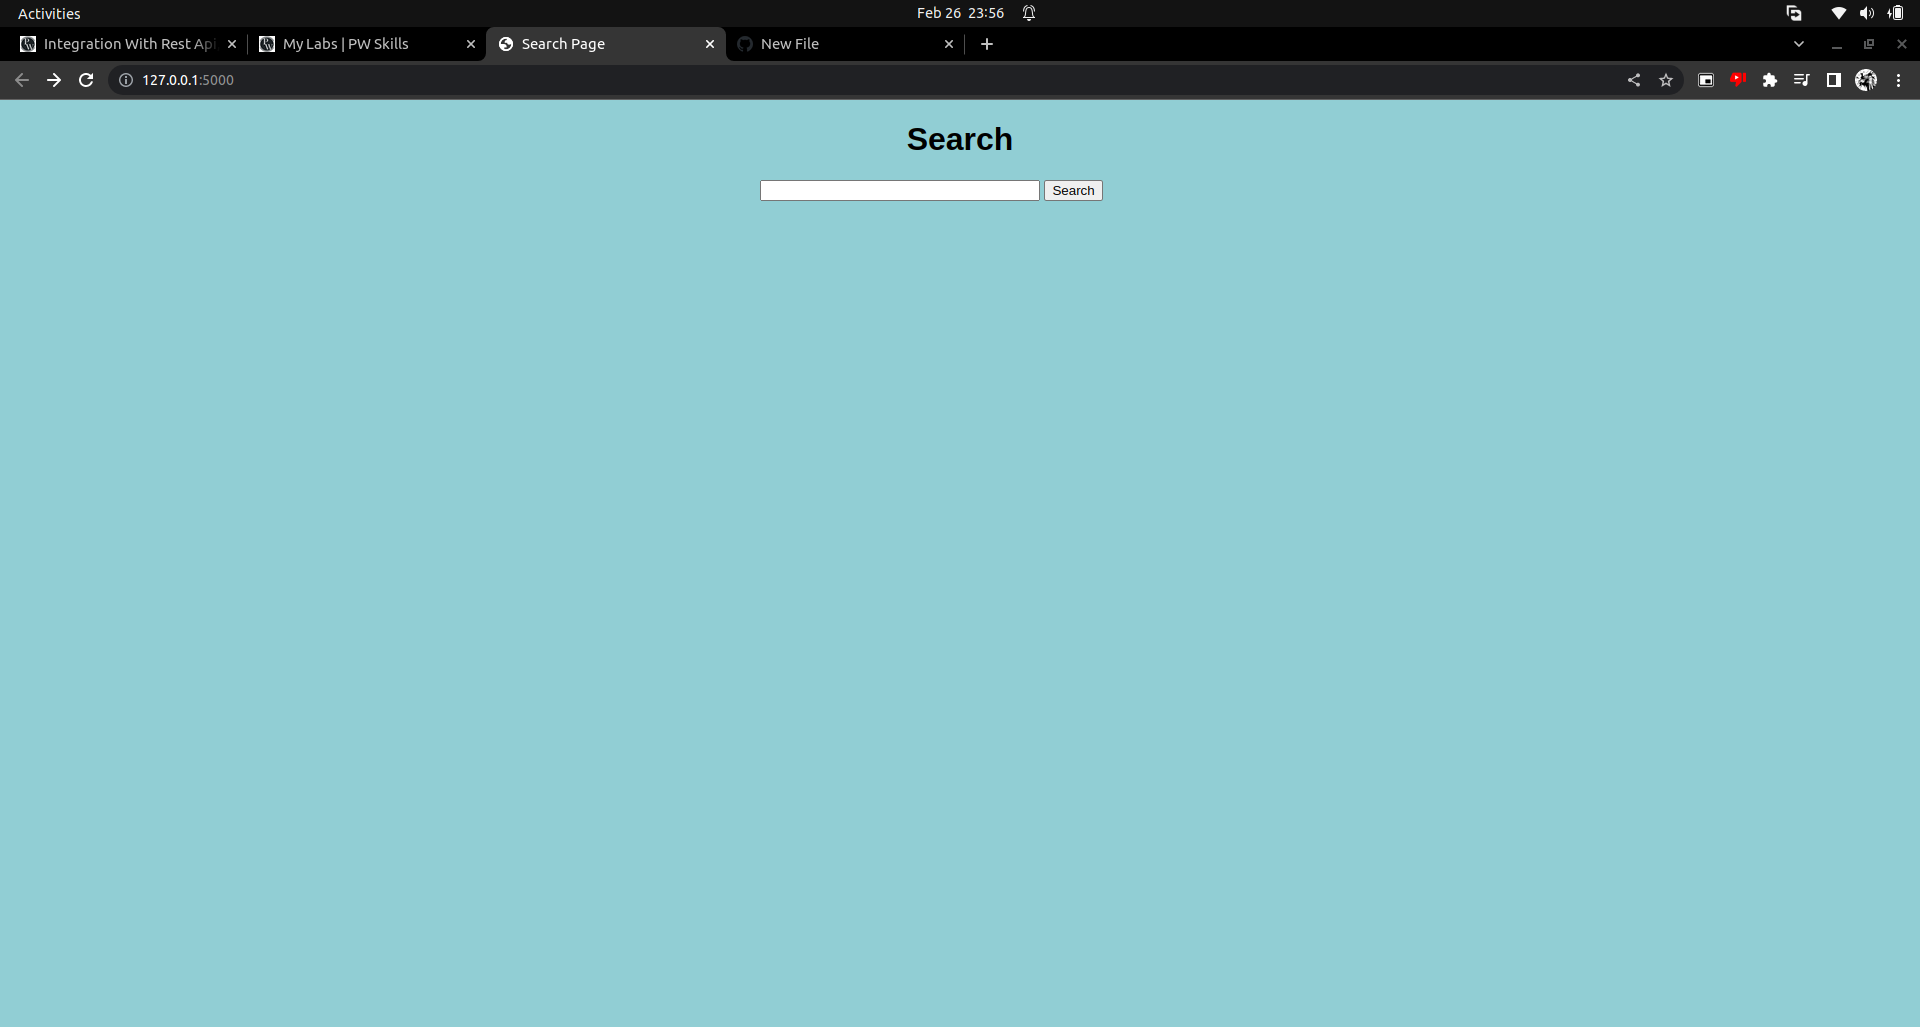 Activities
Feb 26 23:56
Integration With Rest Api
My Labs | PW Skills
Search Page
New File
127.0.0.1:5000
Search
Search